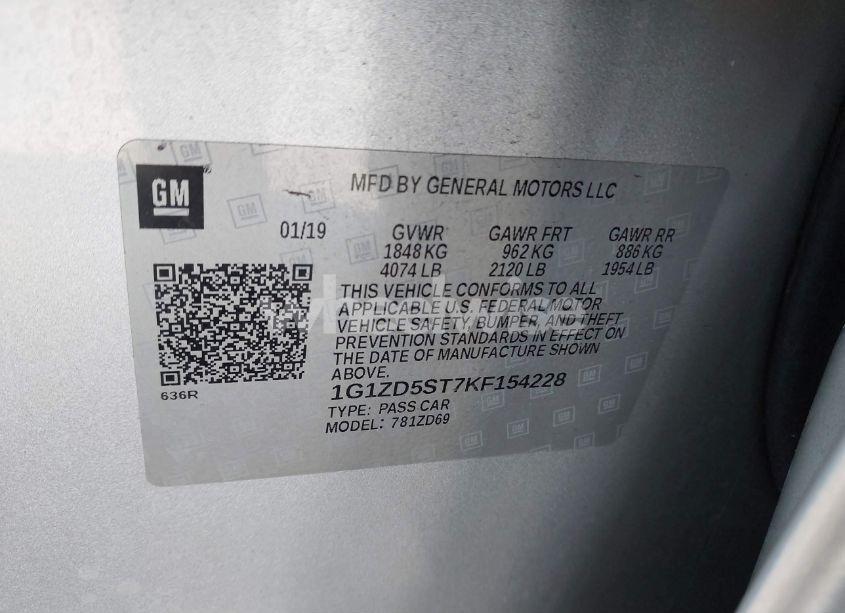 GM
MFD BY GENERAL MOTORS LLC
01/19 GVWR GAWR FRT GAWR RR
1848 KG 962 KG 886 KG
4074 LB 2120 LB 1954 LB
THIS VEHICLE CONFORMS TO ALL
APPLICABLE U.S. FEDERAL MOTOR
VEHICLE SAFETY, BUMPER, AND THEFT
PREVENTION STANDARDS IN EFFECT ON
THE DATE OF MANUFACTURE SHOWN
ABOVE.
1G1ZD5ST7KF154228
TYPE: PASS CAR
MODEL: 781ZD69
636R